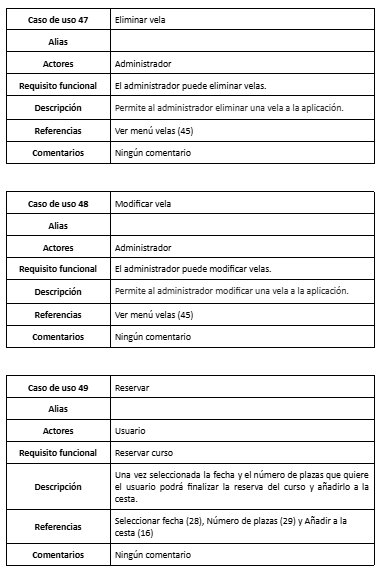 Caso de uso 47 Eliminar vela
Alias
Actores Administrador
Requisito funcional El administrador puede eliminar velas.
Descripción Permite al administrador eliminar una vela a la aplicación.
Referencias Ver menú velas (45)
Comentarios Ningún comentario
Caso de uso 48 Modificar vela
Alias
Actores Administrador
Requisito funcional El administrador puede modificar velas.
Descripción Permite al administrador modificar una vela a la aplicación.
Referencias Ver menú velas (45)
Comentarios Ningún comentario
Caso de uso 49 Reservar
Alias
Actores Usuario
Requisito funcional Reservar curso
Descripción Una vez seleccionada la fecha y el número de plazas que quiere
el usuario podrá finalizar la reserva del curso y añadirlo a la
cesta.
Referencias Seleccionar fecha (28), Número de plazas (29) y Añadir a la
cesta (16)
Comentarios Ningún comentario